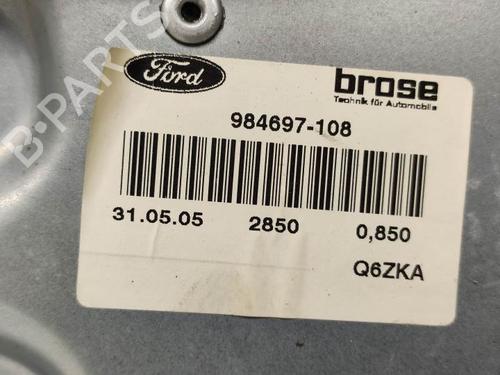 Ford
brose
Technik für Automobile
984697-108
31.05.05 2850 0,850
Q6ZKA
B-PARTS